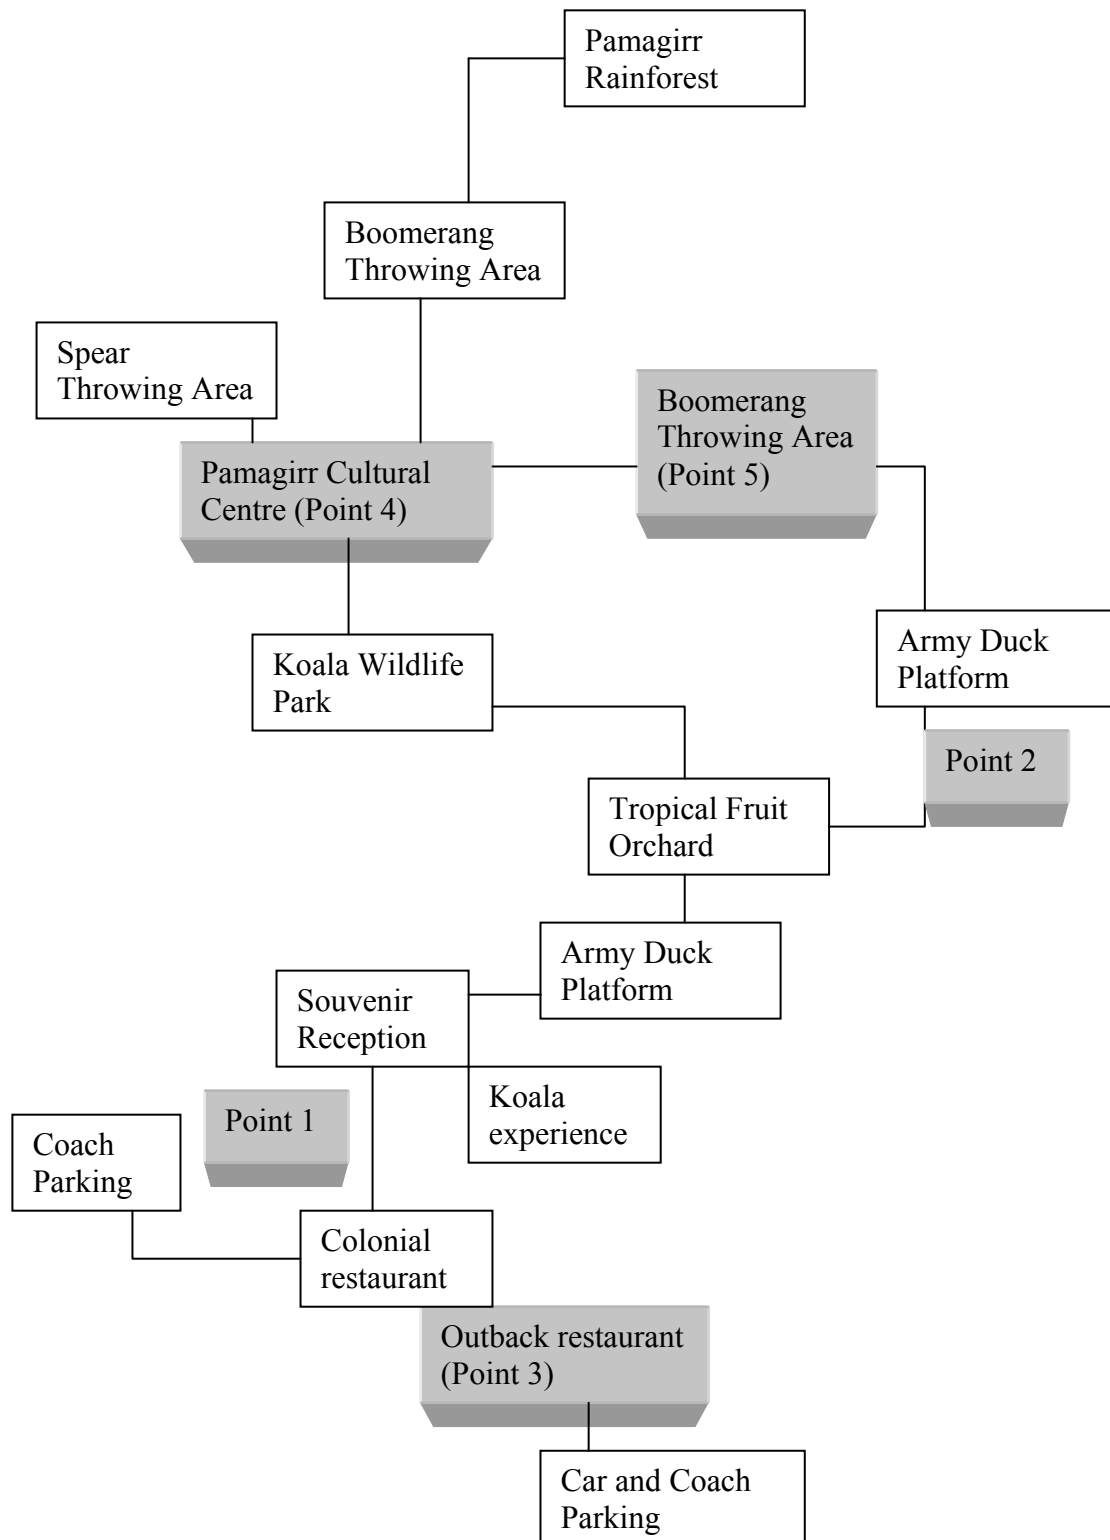 Pamagirr
Rainforest
Boomerang
Throwing Area
Spear
Throwing Area
Boomerang
Throwing Area
(Point 5)
Pamagirr Cultural
Centre (Point 4)
Army Duck
Platform
Koala Wildlife
Park
Point 2
Tropical Fruit
Orchard
Army Duck
Platform
Souvenir
Reception
Koala
experience
Point 1
Coach
Parking
Colonial
restaurant
Outback restaurant
(Point 3)
Car and Coach
Parking